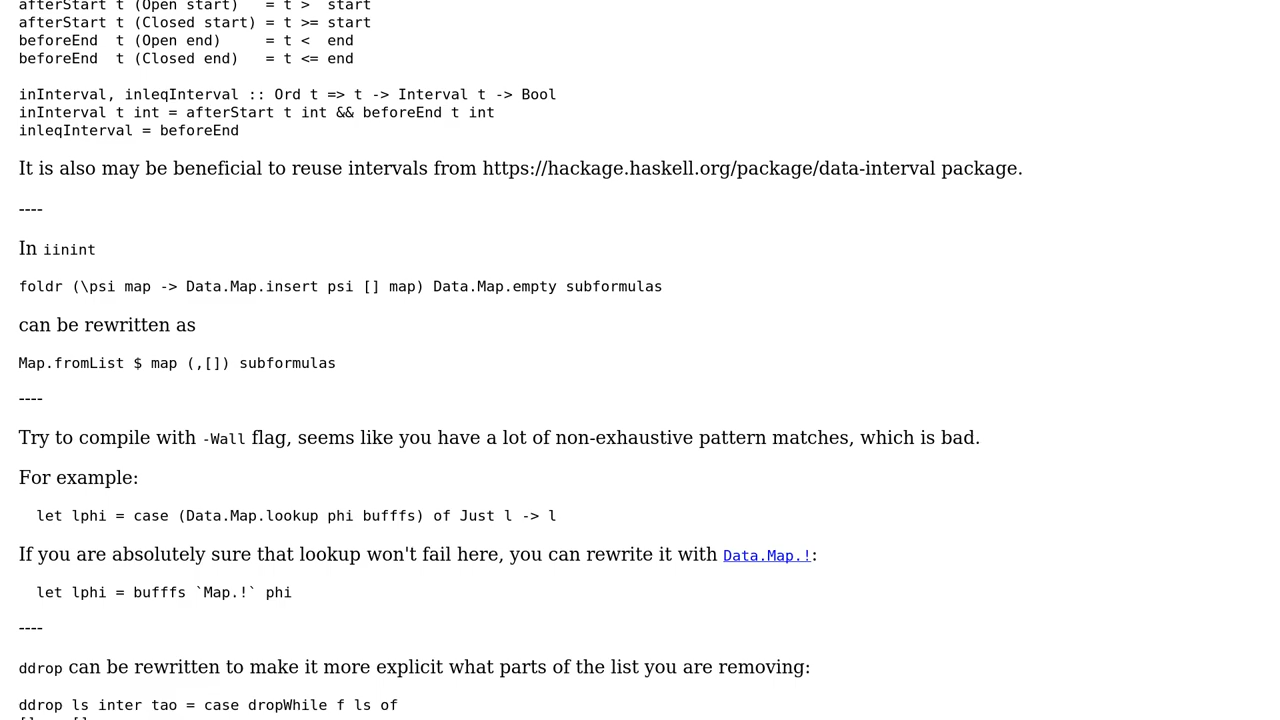 afterStart t (Open start)   = t >  start
afterStart t (Closed start) = t >= start
beforeEnd  t (Open end)     = t <  end
beforeEnd  t (Closed end)   = t <= end
inInterval, inleqInterval :: Ord t => t -> Interval t -> Bool
inInterval t int = afterStart t int && beforeEnd t int
inleqInterval = beforeEnd
It is also may be beneficial to reuse intervals from https://hackage.haskell.org/package/data-interval package.
----
In iinint
foldr (\psi map -> Data.Map.insert psi [] map) Data.Map.empty subformulas
can be rewritten as
Map.fromList $ map (,[]) subformulas
----
Try to compile with -Wall flag, seems like you have a lot of non-exhaustive pattern matches, which is bad.
For example:
  let lphi = case (Data.Map.lookup phi bufffs) of Just l -> l
If you are absolutely sure that lookup won't fail here, you can rewrite it with Data.Map.!:
  let lphi = bufffs `Map.!` phi
----
ddrop can be rewritten to make it more explicit what parts of the list you are removing:
ddrop ls inter tao = case dropWhile f ls of